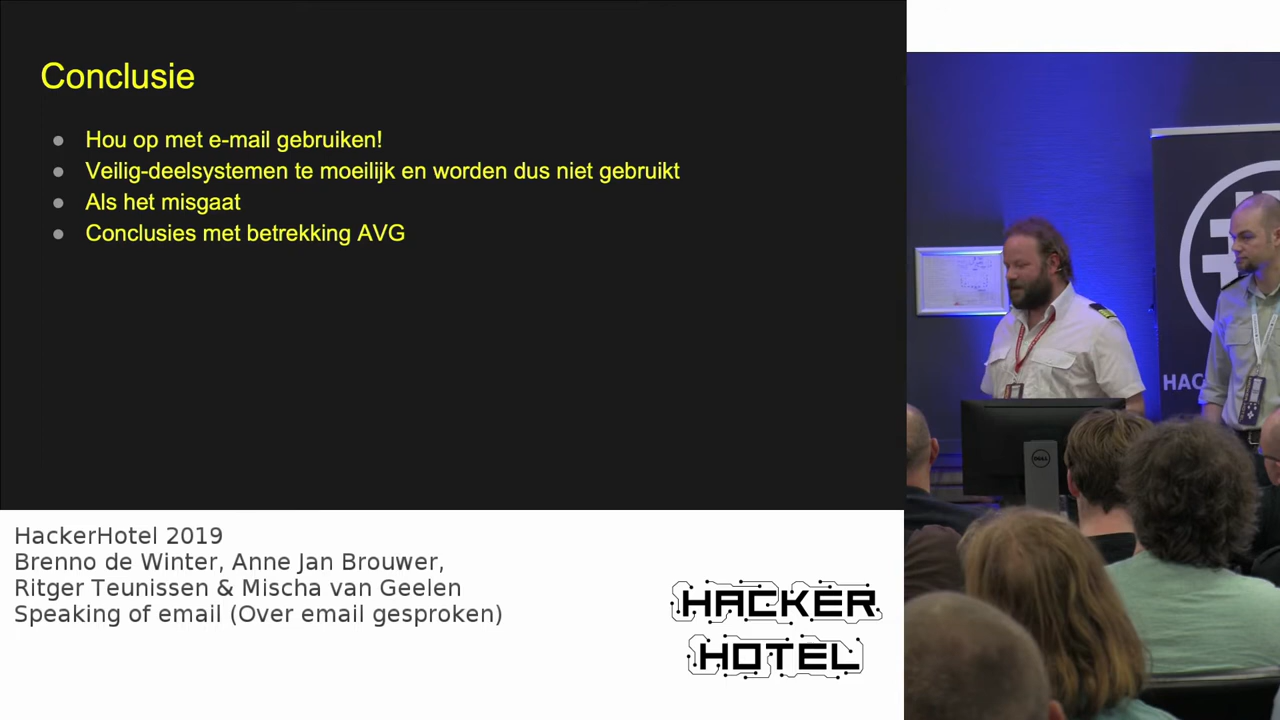 Conclusie
Hou op met e-mail gebruiken!
Veilig-deelsystemen te moeilijk en worden dus niet gebruikt
Als het misgaat
Conclusies met betrekking AVG
HAC
HackerHotel 2019
Brenno de Winter, Anne Jan Brouwer,
Ritger Teunissen & Mischa van Geelen
Speaking of email (Over email gesproken)
HACKER
HOTEL
DELL